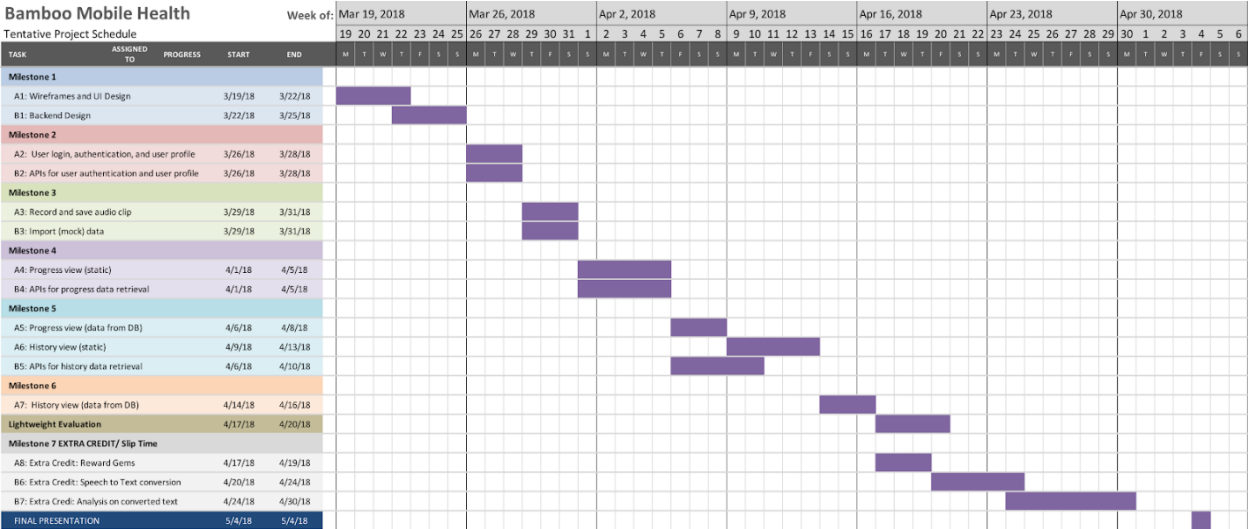 Bamboo Mobile Health Week of: Mar 19, 2018 Mar 26, 2018 Apr 2, 2018 Apr 9, 2018 Apr 16, 2018 Apr 23, 2018 Apr 30, 2018
Tentative Project Schedule 19 20 21 22 23 24 25 26 27 28 29 30 31 1 2 3 4 5 6 7 8 9 10 11 12 13 14 15 16 17 18 19 20 21 22 23 24 25 26 27 28 29 30 1 2 3 4 5 6
TASK ASSIGNED TO PROGRESS START END M T W T F S S M T W T F S S M T W T F S S M T W T F S S M T W T F S S M T W T F S S M T W T F S S
Milestone 1
A1: Wireframes and UI Design 3/19/18 3/22/18
B1: Backend Design 3/22/18 3/25/18
Milestone 2
A2: User login, authentication, and user profile 3/26/18 3/28/18
B2: APIs for user authentication and user profile 3/26/18 3/28/18
Milestone 3
A3: Record and save audio clip 3/29/18 3/31/18
B3: Import (mock) data 3/29/18 3/31/18
Milestone 4
A4: Progress view (static) 4/1/18 4/5/18
B4: APIs for progress data retrieval 4/1/18 4/5/18
Milestone 5
A5: Progress view (data from DB) 4/6/18 4/8/18
A6: History view (static) 4/9/18 4/13/18
B5: APIs for history data retrieval 4/6/18 4/10/18
Milestone 6
A7: History view (data from DB) 4/14/18 4/16/18
Lightweight Evaluation 4/17/18 4/20/18
Milestone 7 EXTRA CREDIT/ Slip Time
A8: Extra Credit: Reward Gems 4/17/18 4/19/18
B6: Extra Credit: Speech to Text conversion 4/20/18 4/24/18
B7: Extra Credi: Analysis on converted text 4/24/18 4/30/18
FINAL PRESENTATION 5/4/18 5/4/18